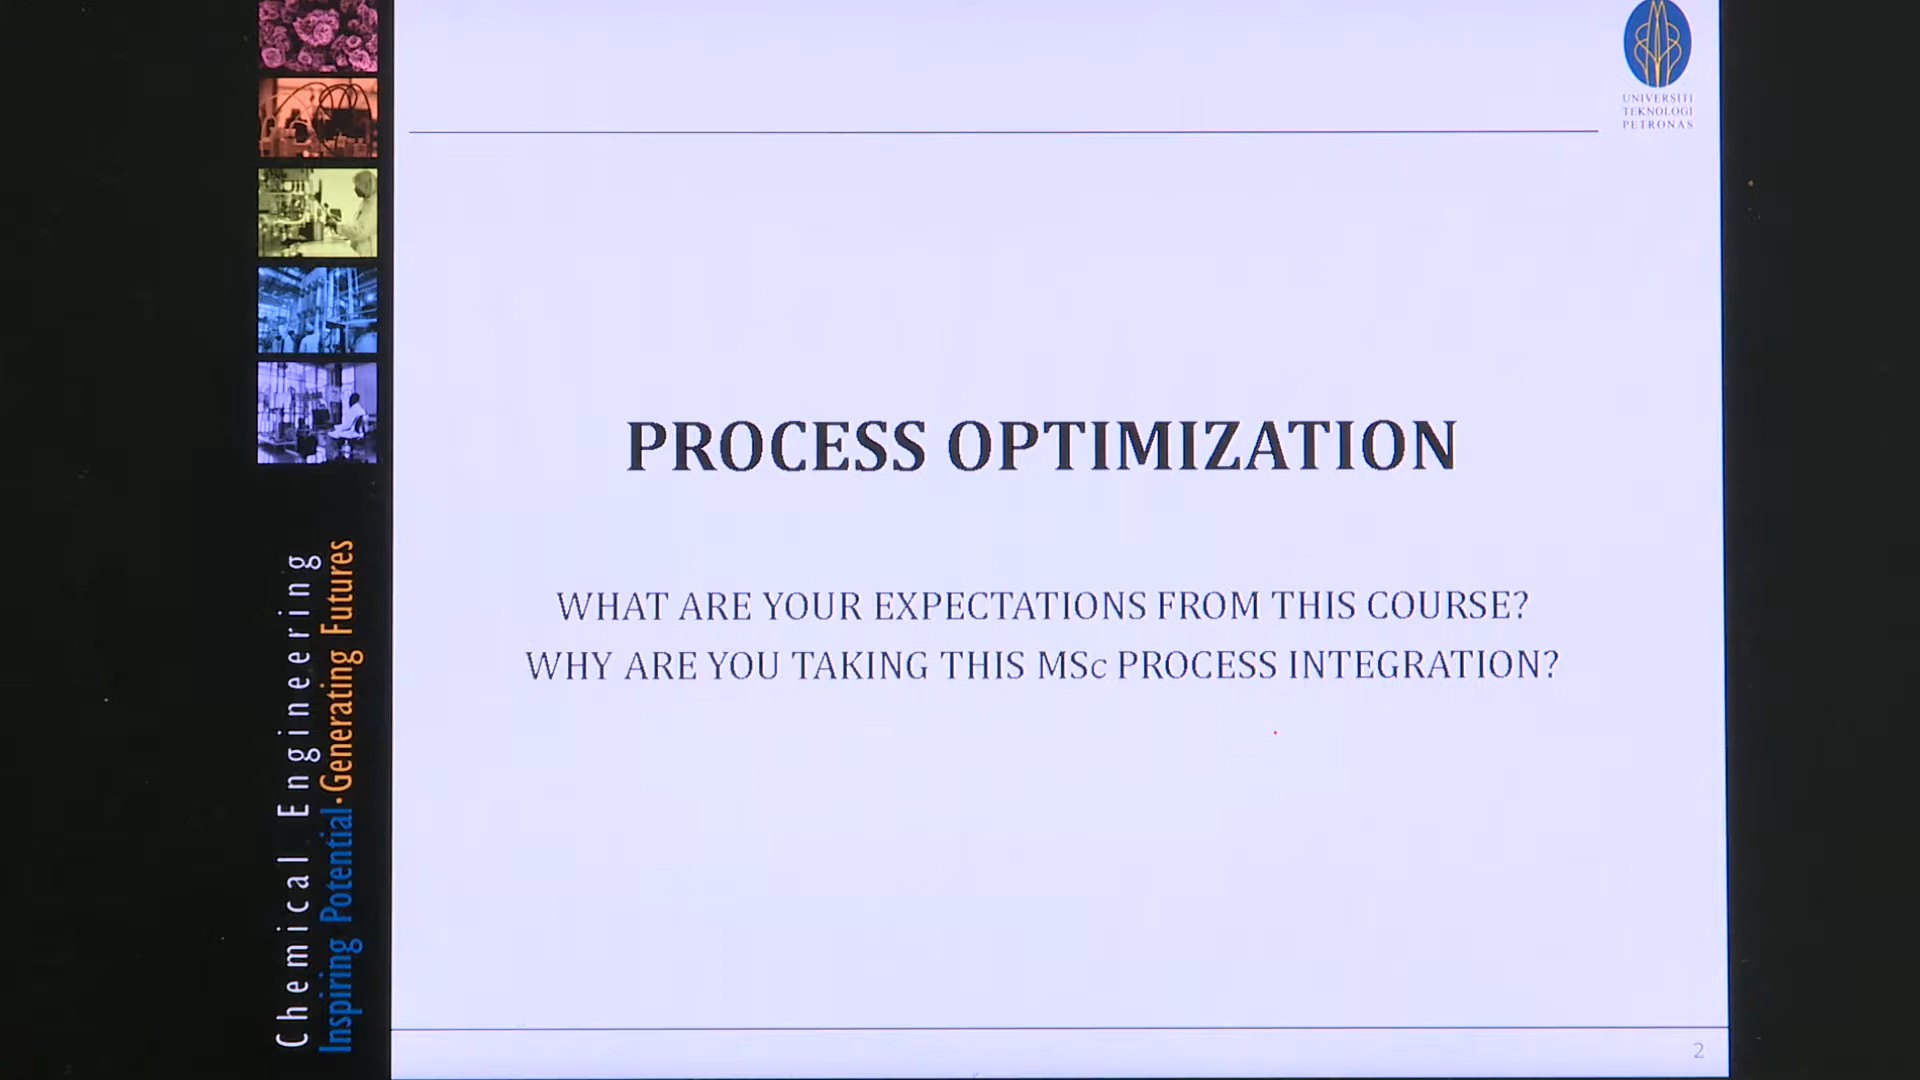 UNIVERSITI
TEKNOLOGI
PETRONAS
PROCESS OPTIMIZATION
WHAT ARE YOUR EXPECTATIONS FROM THIS COURSE?
WHY ARE YOU TAKING THIS MSc PROCESS INTEGRATION?
Chemical Engineering
Inspiring Potential·Generating Futures
2